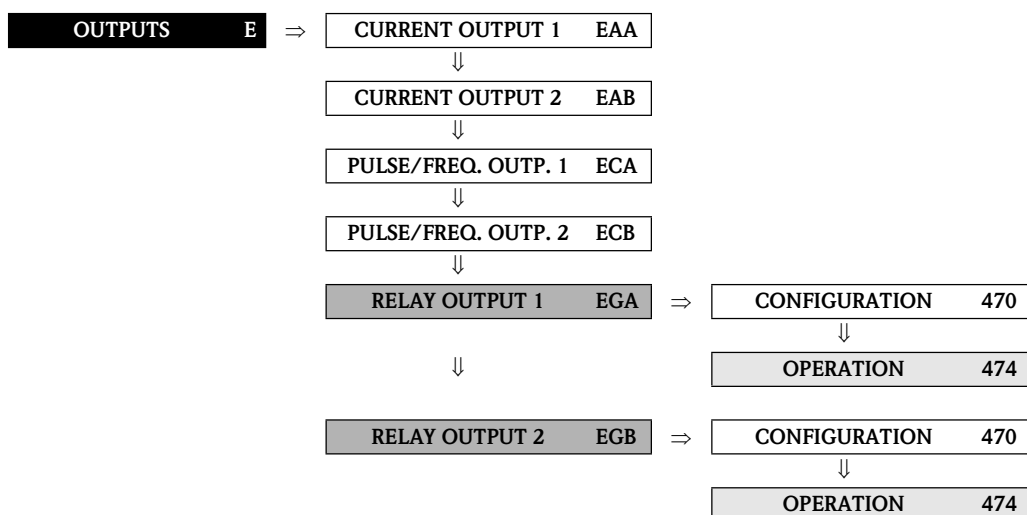 OUTPUTS E ⇒ CURRENT OUTPUT 1 EAA
⇓
CURRENT OUTPUT 2 EAB
⇓
PULSE/FREQ. OUTP. 1 ECA
⇓
PULSE/FREQ. OUTP. 2 ECB
⇓
RELAY OUTPUT 1 EGA ⇒ CONFIGURATION 470
⇓
⇓ OPERATION 474
RELAY OUTPUT 2 EGB ⇒ CONFIGURATION 470
⇓
OPERATION 474